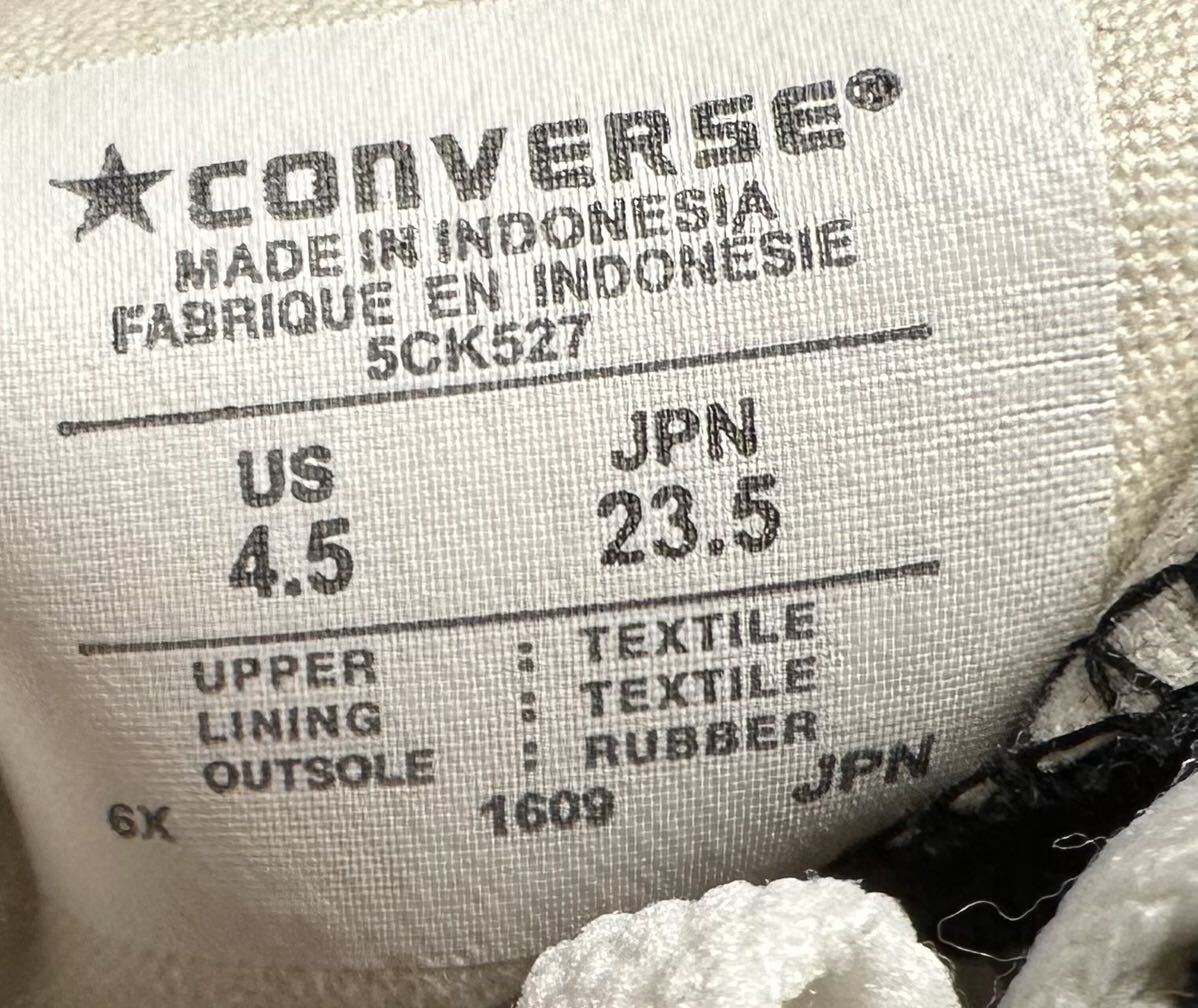 ★CONVERSE®
MADE IN INDONESIA
FABRIQUE EN INDONESIE
5CK527
US JPN
4.5 23.5
UPPER : TEXTILE
LINING : TEXTILE
OUTSOLE : RUBBER
6X 1609 JPN